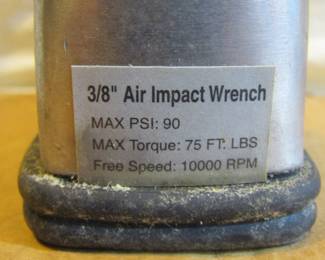 3/8" Air Impact Wrench
MAX PSI: 90
MAX Torque: 75 FT. LBS
Free Speed: 10000 RPM